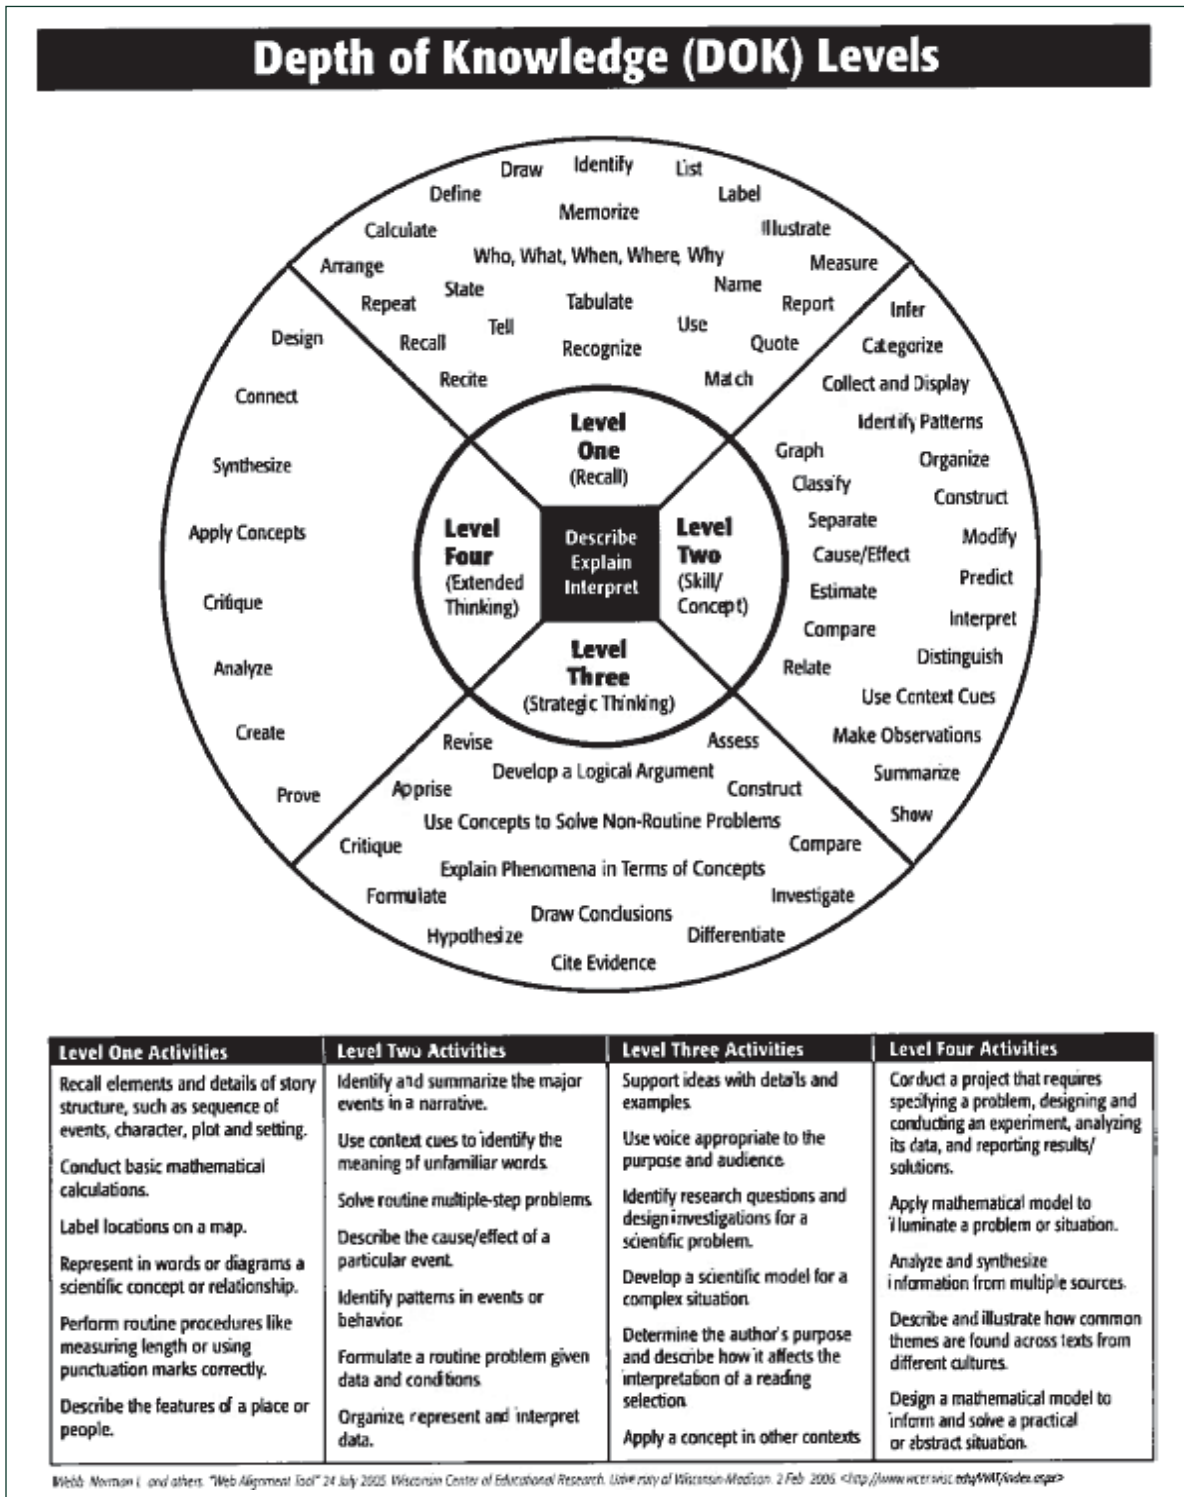 Depth of Knowledge (DOK) Levels
Draw
Identify
List
Define
Label
Memorize
Calculate
Illustrate
Who, What, When, Where, Why
Arrange
Measure
State
Name
Repeat
Tabulate
Report
Tell
Use
Recall
Recognize
Quote
Recite
Match
Level
One
(Recall)
Infer
Categorize
Collect and Display
Identify Patterns
Graph
Organize
Classify
Construct
Separate
Modify
Cause/Effect
Predict
Estimate
Interpret
Compare
Distinguish
Relate
Use Context Cues
Make Observations
Summarize
Show
Level
Two
(Skill/
Concept)
Describe
Explain
Interpret
Level
Four
(Extended
Thinking)
Design
Connect
Synthesize
Apply Concepts
Critique
Analyze
Create
Prove
Level
Three
(Strategic Thinking)
Revise
Assess
Develop a Logical Argument
Apprise
Construct
Use Concepts to Solve Non-Routine Problems
Critique
Compare
Explain Phenomena in Terms of Concepts
Formulate
Investigate
Draw Conclusions
Hypothesize
Differentiate
Cite Evidence
Level One Activities
Recall elements and details of story
structure, such as sequence of
events, character, plot and setting.
Conduct basic mathematical
calculations.
Label locations on a map.
Represent in words or diagrams a
scientific concept or relationship.
Perform routine procedures like
measuring length or using
punctuation marks correctly.
Describe the features of a place or
people.
Level Two Activities
Identify and summarize the major
events in a narrative.
Use context cues to identify the
meaning of unfamiliar words.
Solve routine multiple-step problems.
Describe the cause/effect of a
particular event.
Identify patterns in events or
behavior.
Formulate a routine problem given
data and conditions.
Organize, represent and interpret
data.
Level Three Activities
Support ideas with details and
examples.
Use voice appropriate to the
purpose and audience.
Identify research questions and
design investigations for a
scientific problem.
Develop a scientific model for a
complex situation.
Determine the author's purpose
and describe how it affects the
interpretation of a reading
selection.
Apply a concept in other contexts.
Level Four Activities
Conduct a project that requires
specifying a problem, designing and
conducting an experiment, analyzing
its data, and reporting results/
solutions.
Apply mathematical model to
illuminate a problem or situation.
Analyze and synthesize
information from multiple sources.
Describe and illustrate how common
themes are found across texts from
different cultures.
Design a mathematical model to
inform and solve a practical
or abstract situation.
Webb, Norman L. and others. "Web Alignment Tool" 24 July 2005. Wisconsin Center of Educational Research. University of Wisconsin-Madison. 2 Feb. 2006. <http://www.wcer.wisc.edu/WAT/index.aspx>